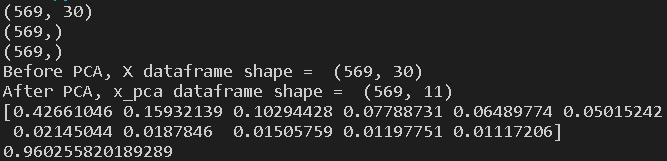 (569, 30)
(569,)
(569,)
Before PCA, X dataframe shape =  (569, 30)
After PCA, x_pca dataframe shape =  (569, 11)
[0.42661046 0.15932139 0.10294428 0.07788731 0.06489774 0.05015242
 0.02145044 0.0187846  0.01505759 0.01197751 0.01117206]
0.960255820189289